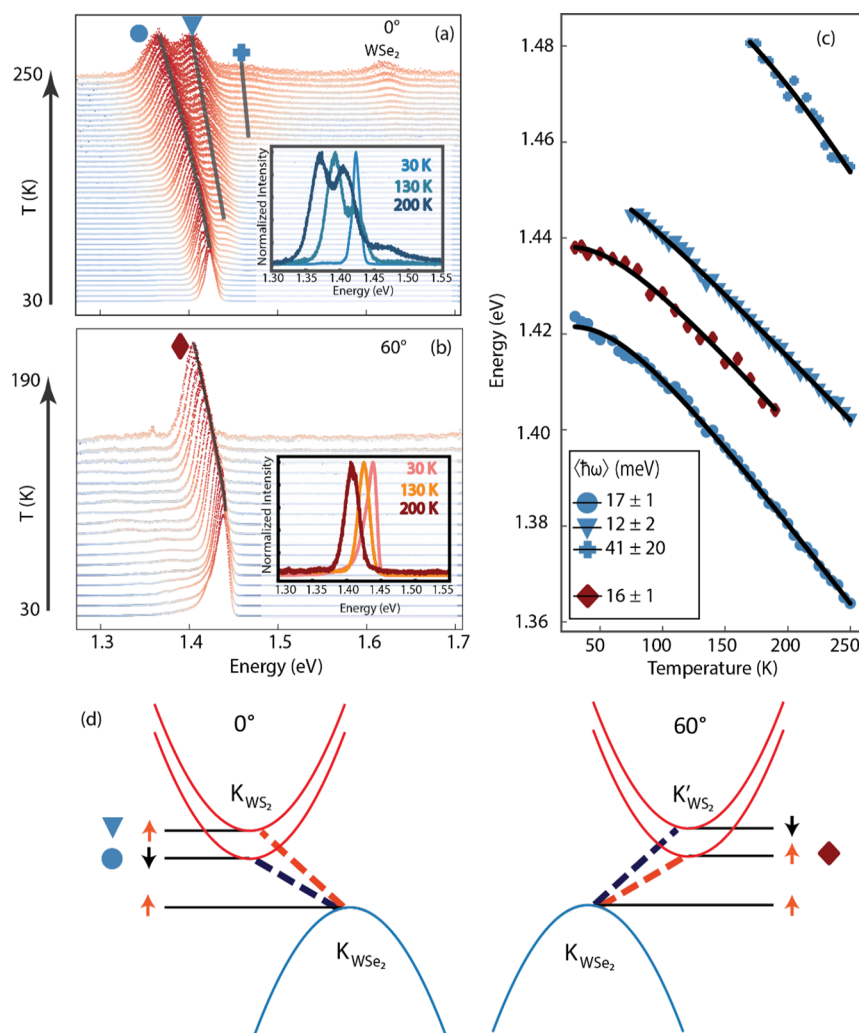 0° (a)
WSe₂
250
T (K)
30
Normalized Intensity
30 K
130 K
200 K
1.30 1.35 1.40 1.45 1.50 1.55
Energy (eV)
60°
(b)
190
T (K)
30
Normalized Intensity
30 K
130 K
200 K
1.30 1.35 1.40 1.45 1.50 1.55
Energy (eV)
1.3 1.4 1.5 1.6 1.7
Energy (eV)
(c)
1.48
1.46
1.44
1.42
1.40
1.38
1.36
Energy (eV)
⟨ħω⟩ (meV)
17 ± 1
12 ± 2
41 ± 20
16 ± 1
50 100 150 200 250
Temperature (K)
(d)
0°
K WS₂
K WSe₂
60°
K′ WS₂
K WSe₂